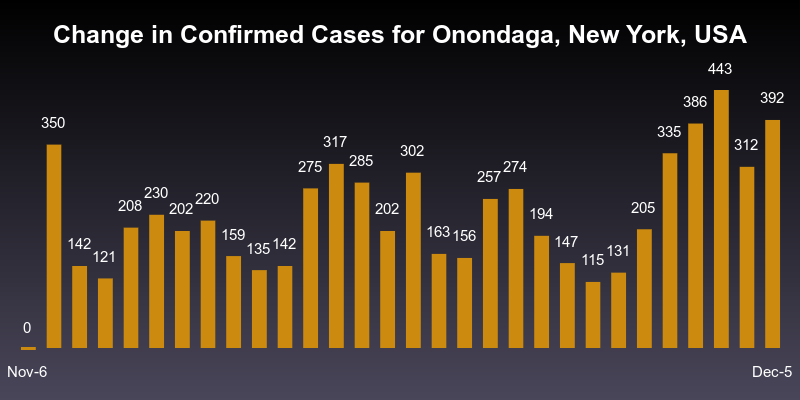 Change in Confirmed Cases for Onondaga, New York, USA
0 350 142 121 208 230 202 220 159 135 142 275 317 285 202 302 163 156 257 274 194 147 115 131 205 335 386 443 312 392
Nov-6 Dec-5